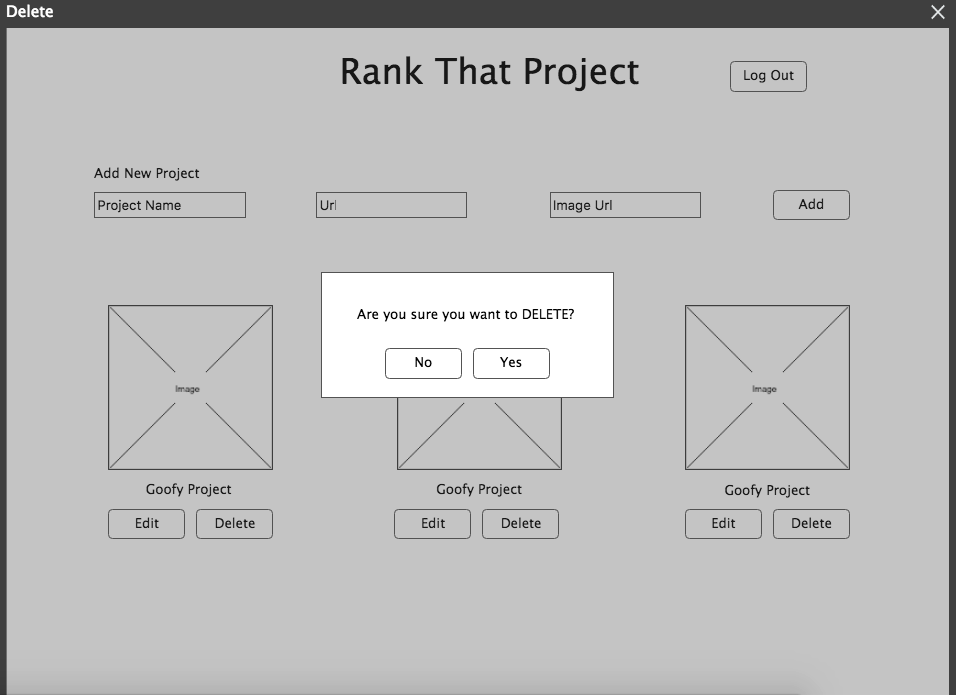 Delete
Rank That Project
Log Out
Add New Project
Project Name
Url
Image Url
Add
Are you sure you want to DELETE?
No Yes
Image
Image
Goofy Project
Goofy Project
Goofy Project
Edit Delete
Edit Delete
Edit Delete